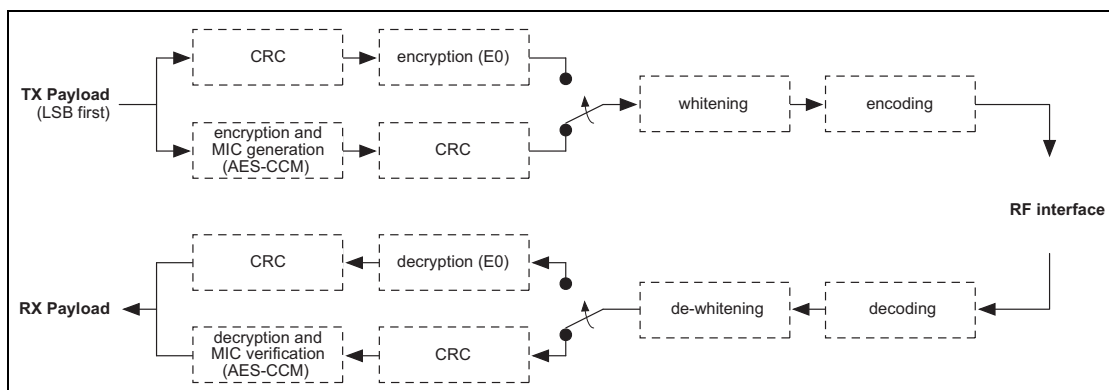 CRC
encryption (E0)
TX Payload
(LSB first)
whitening
encoding
encryption and
MIC generation
(AES-CCM)
CRC
RF interface
CRC
decryption (E0)
RX Payload
de-whitening
decoding
decryption and
MIC verification
(AES-CCM)
CRC